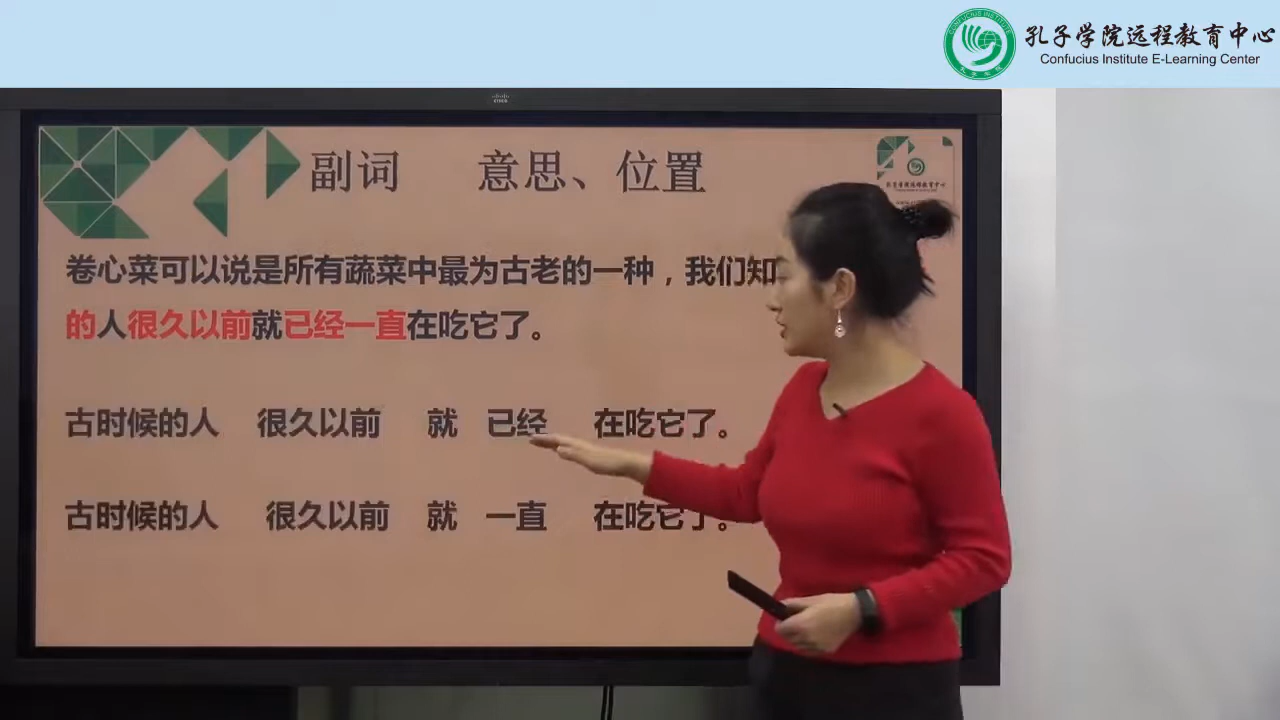 孔子学院远程教育中心
Confucius Institute E-Learning Center
CISCO
副词 意思、位置
卷心菜可以说是所有蔬菜中最为古老的一种，我们知
的人很久以前就已经一直在吃它了。
古时候的人 很久以前 就 已经 在吃它了。
古时候的人 很久以前 就 一直 在吃它了。